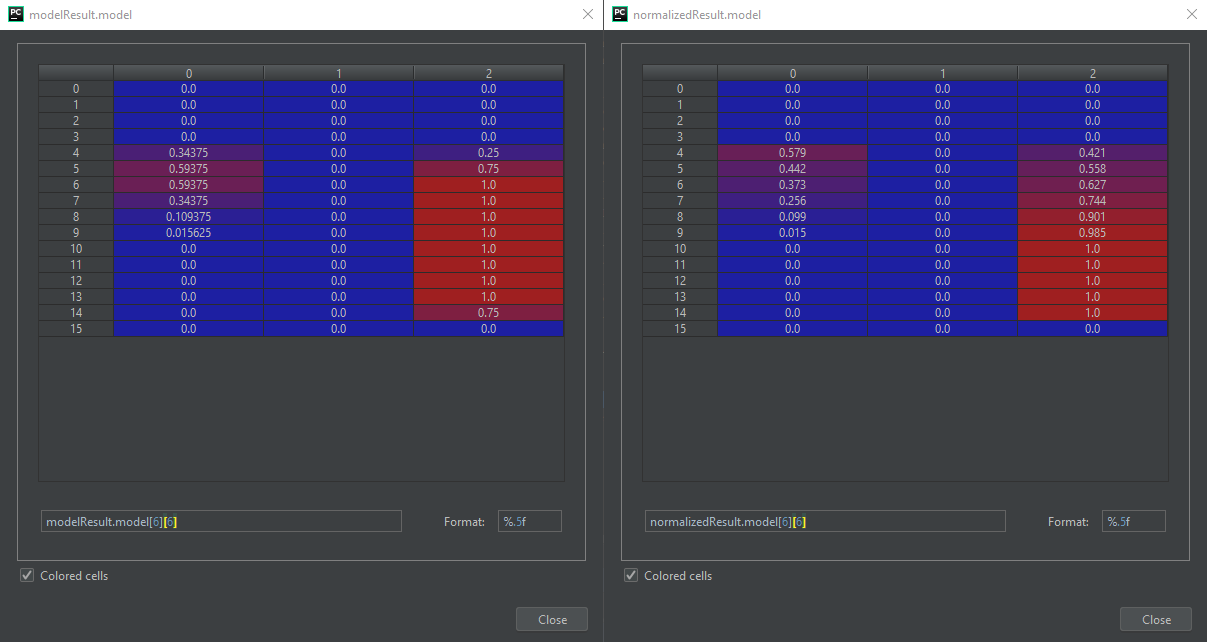 PC modelResult.model
0 1 2
0 0.0 0.0 0.0
1 0.0 0.0 0.0
2 0.0 0.0 0.0
3 0.0 0.0 0.0
4 0.34375 0.0 0.25
5 0.59375 0.0 0.75
6 0.59375 0.0 1.0
7 0.34375 0.0 1.0
8 0.109375 0.0 1.0
9 0.015625 0.0 1.0
10 0.0 0.0 1.0
11 0.0 0.0 1.0
12 0.0 0.0 1.0
13 0.0 0.0 1.0
14 0.0 0.0 0.75
15 0.0 0.0 0.0
modelResult.model[6][6] Format: %.5f
Colored cells
Close
PC normalizedResult.model
0 1 2
0 0.0 0.0 0.0
1 0.0 0.0 0.0
2 0.0 0.0 0.0
3 0.0 0.0 0.0
4 0.579 0.0 0.421
5 0.442 0.0 0.558
6 0.373 0.0 0.627
7 0.256 0.0 0.744
8 0.099 0.0 0.901
9 0.015 0.0 0.985
10 0.0 0.0 1.0
11 0.0 0.0 1.0
12 0.0 0.0 1.0
13 0.0 0.0 1.0
14 0.0 0.0 1.0
15 0.0 0.0 0.0
normalizedResult.model[6][6] Format: %.5f
Colored cells
Close